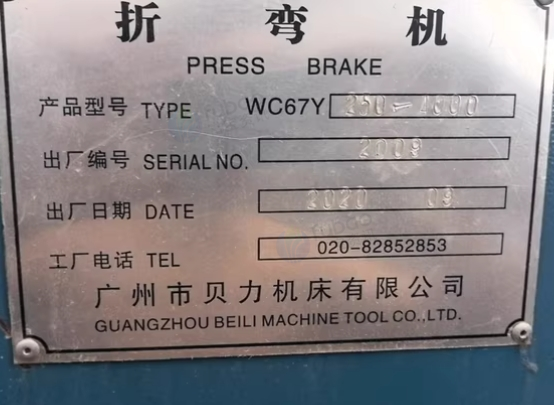 折弯机
PRESS BRAKE
产品型号 TYPE WC67Y 250-4000
出厂编号 SERIAL NO. 2009
出厂日期 DATE 2020 03
工厂电话 TEL 020-82852853
广州市贝力机床有限公司
GUANGZHOU BEILI MACHINE TOOL CO.,LTD.